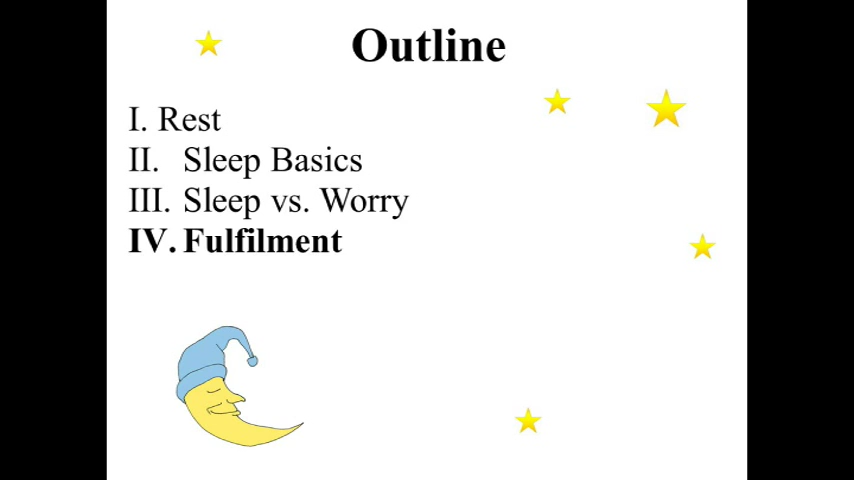 Outline
I. Rest
II. Sleep Basics
III. Sleep vs. Worry
IV. Fulfilment